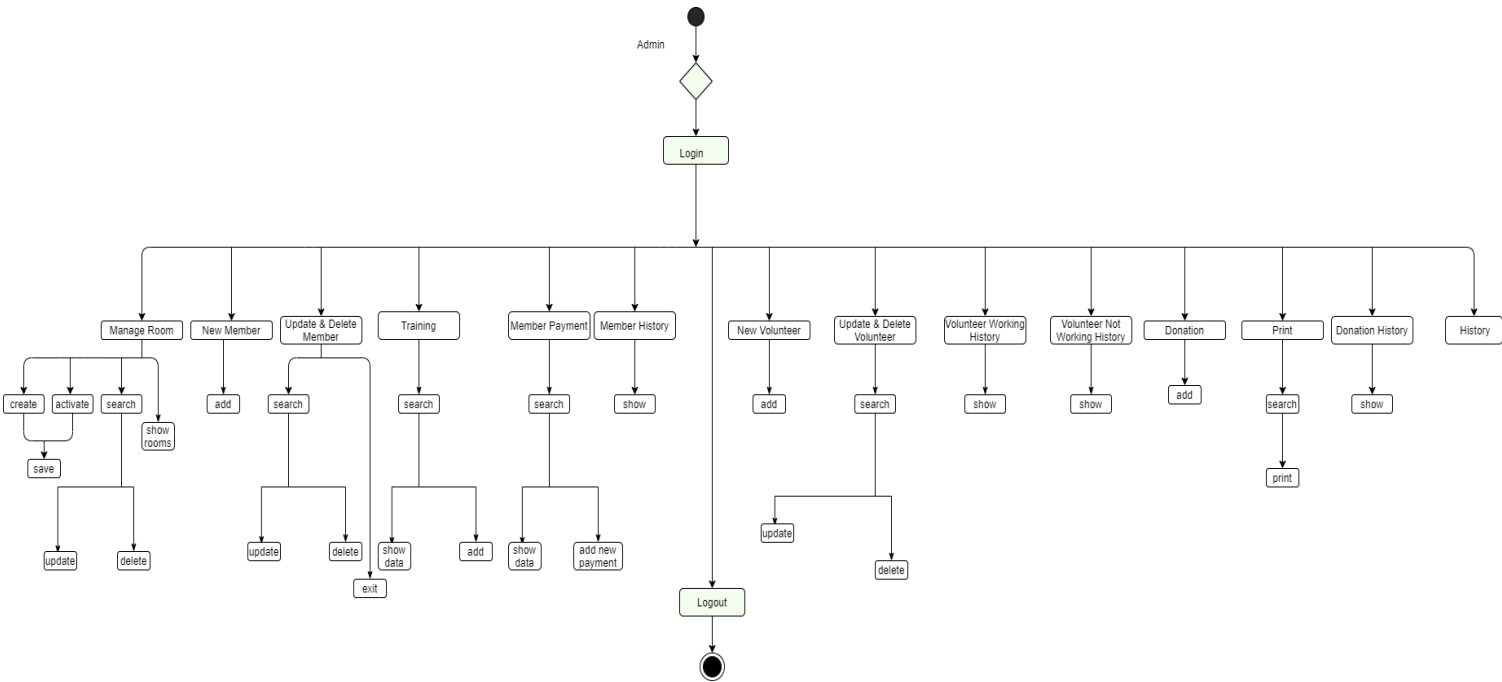 Admin
Login
Manage Room
New Member
Update & Delete
Member
Training
Member Payment
Member History
New Volunteer
Update & Delete
Volunteer
Volunteer Working
History
Volunteer Not
Working History
Donation
Print
Donation History
History
create
activate
search
show
rooms
save
update
delete
add
search
update
delete
exit
search
show
data
add
search
show
data
add new
payment
show
add
search
update
delete
show
show
add
search
print
show
Logout